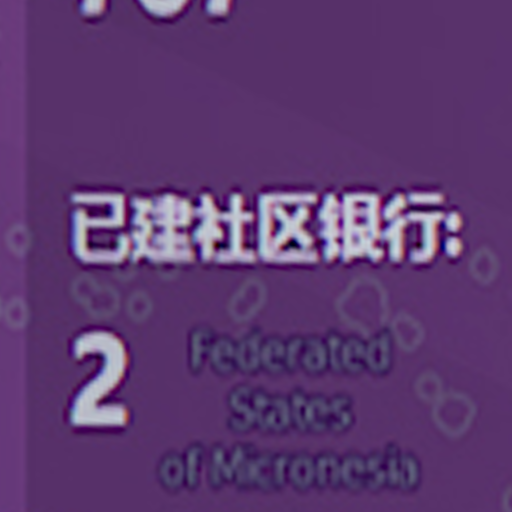 已建社区银行:
2
Federated
States
of Micronesia